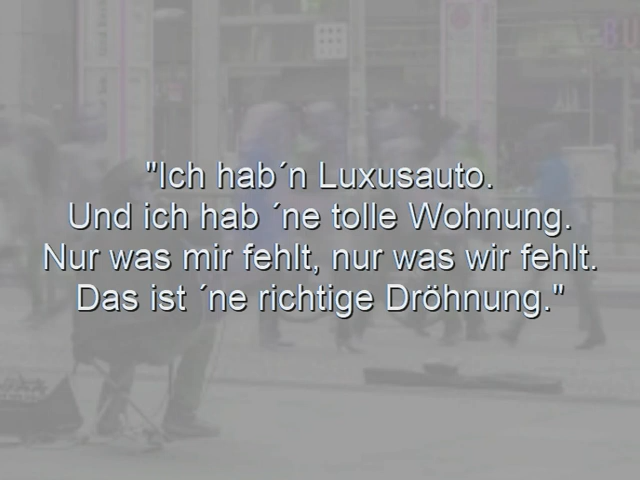 "Ich hab´n Luxusauto.
Und ich hab ´ne tolle Wohnung.
Nur was mir fehlt, nur was wir fehlt.
Das ist ´ne richtige Dröhnung."